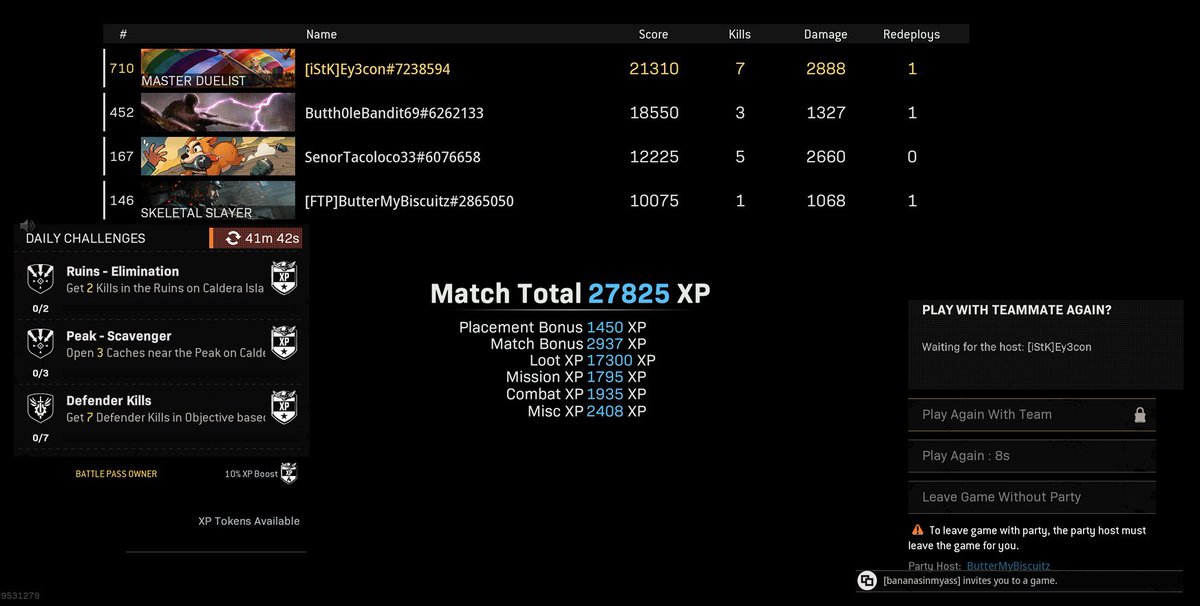 # Name Score Kills Damage Redeploys
710 MASTER DUELIST [iStK]Ey3con#7238594 21310 7 2888 1
452 Butth0leBandit69#6262133 18550 3 1327 1
167 SenorTacoloco33#6076658 12225 5 2660 0
146 SKELETAL SLAYER [FTP]ButterMyBiscuitz#2865050 10075 1 1068 1
DAILY CHALLENGES 41m 42s
Ruins - Elimination
Get 2 Kills in the Ruins on Caldera Isla
XP
0/2
Peak - Scavenger
Open 3 Caches near the Peak on Calde
XP
0/3
Defender Kills
Get 7 Defender Kills in Objective based
XP
0/7
BATTLE PASS OWNER 10% XP Boost XP
XP Tokens Available
Match Total 27825 XP
Placement Bonus 1450 XP
Match Bonus 2937 XP
Loot XP 17300 XP
Mission XP 1795 XP
Combat XP 1935 XP
Misc XP 2408 XP
PLAY WITH TEAMMATE AGAIN?
Waiting for the host: [iStK]Ey3con
Play Again With Team
Play Again : 8s
Leave Game Without Party
To leave game with party, the party host must
leave the game for you.
Party Host: ButterMyBiscuitz
[bananasinmyass] invites you to a game.
9531279